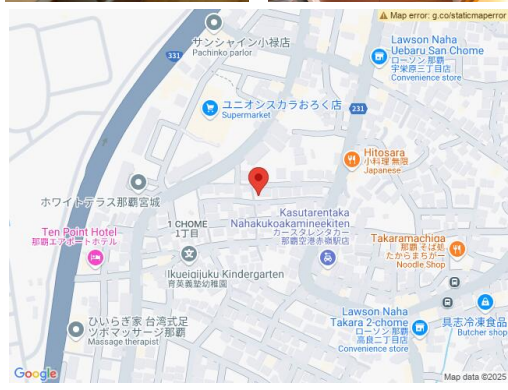 Map error: g.co/staticmaperror
サンシャイン小禄店
Pachinko parlor
331
Lawson Naha
Uebaru San Chome
ローソン 那覇
宇栄原三丁目店
Convenience store
ユニオンスカラおろく店
Supermarket
231
Hitosara
小料理 無限
Japanese
ホワイトテラス那覇宮城
Kasutarentaka
Nahakukoakamineekiten
カースタレンタカー
那覇空港赤嶺駅店
1 CHOME
1丁目
Ten Point Hotel
那覇エアポートホテル
Takaramachiga
那覇 そば処
たからまちがー
Noodle Shop
Ikueigijuku Kindergarten
育英義塾幼稚園
Lawson Naha
Takara 2-chome
ローソン 那覇
高良二丁目店
Convenience store
具志冷凍食品
Butcher shop
ひいらぎ家 台湾式足
ツボマッサージ那覇
Massage therapist
Google
Map data ©2025